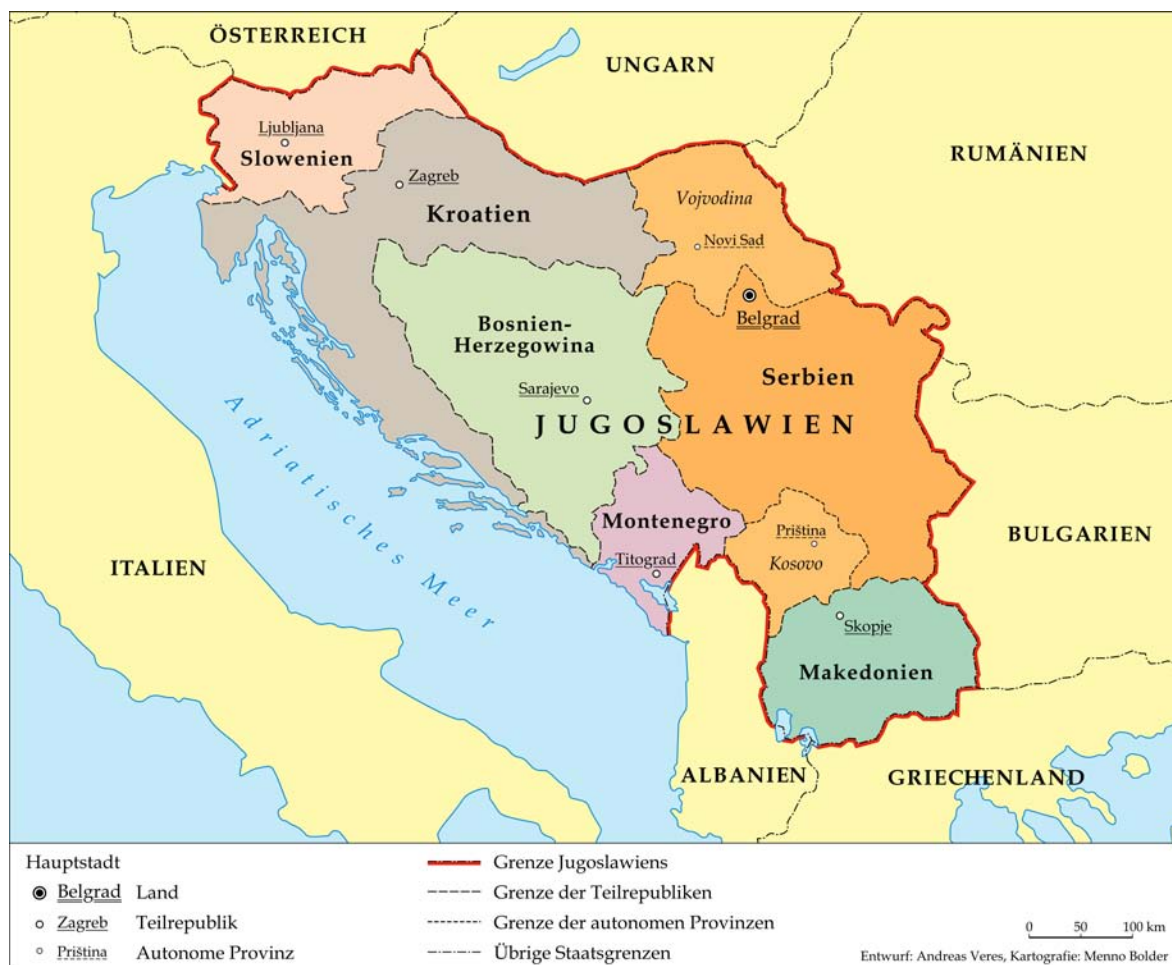 ÖSTERREICH
UNGARN
RUMÄNIEN
Ljubljana
Slowenien
Zagreb
Kroatien
Vojvodina
Novi Sad
Belgrad
Bosnien-
Herzegowina
Serbien
Sarajevo
JUGOSLAWIEN
Adriatisches Meer
Montenegro
Titograd
Priština
Kosovo
BULGARIEN
ITALIEN
Skopje
Makedonien
ALBANIEN
GRIECHENLAND
Hauptstadt
Belgrad Land
Zagreb Teilrepublik
Priština Autonome Provinz
Grenze Jugoslawiens
Grenze der Teilrepubliken
Grenze der autonomen Provinzen
Übrige Staatsgrenzen
0 50 100 km
Entwurf: Andreas Veres, Kartografie: Menno Bolder